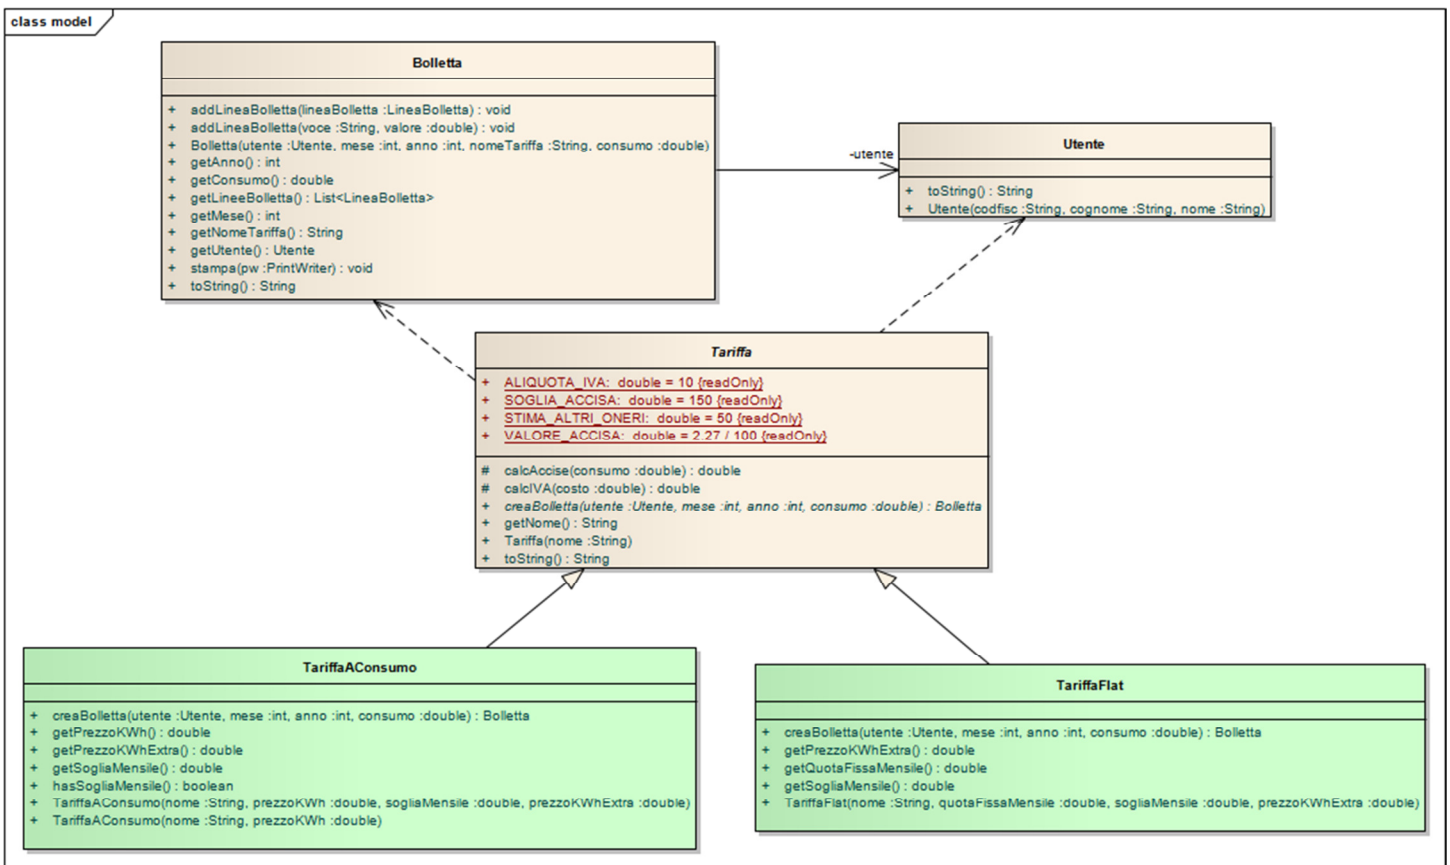 class model
Bolletta
+ addLineaBolletta(lineaBolletta :LineaBolletta) : void
+ addLineaBolletta(voce :String, valore :double) : void
+ Bolletta(utente :Utente, mese :int, anno :int, nomeTariffa :String, consumo :double)
+ getAnno() : int
+ getConsumo() : double
+ getLineeBolletta() : List<LineaBolletta>
+ getMese() : int
+ getNomeTariffa() : String
+ getUtente() : Utente
+ stampa(pw :PrintWriter) : void
+ toString() : String
-utente
Utente
+ toString() : String
+ Utente(codfisc :String, cognome :String, nome :String)
Tariffa
+ ALIQUOTA_IVA: double = 10 {readOnly}
+ SOGLIA_ACCISA: double = 150 {readOnly}
+ STIMA_ALTRI_ONERI: double = 50 {readOnly}
+ VALORE_ACCISA: double = 2.27 / 100 {readOnly}
# calcAccise(consumo :double) : double
# calcIVA(costo :double) : double
+ creaBolletta(utente :Utente, mese :int, anno :int, consumo :double) : Bolletta
+ getNome() : String
+ Tariffa(nome :String)
+ toString() : String
TariffaAConsumo
+ creaBolletta(utente :Utente, mese :int, anno :int, consumo :double) : Bolletta
+ getPrezzoKWh() : double
+ getPrezzoKWhExtra() : double
+ getSogliaMensile() : double
+ hasSogliaMensile() : boolean
+ TariffaAConsumo(nome :String, prezzoKWh :double, sogliaMensile :double, prezzoKWhExtra :double)
+ TariffaAConsumo(nome :String, prezzoKWh :double)
TariffaFlat
+ creaBolletta(utente :Utente, mese :int, anno :int, consumo :double) : Bolletta
+ getPrezzoKWhExtra() : double
+ getQuotaFissaMensile() : double
+ getSogliaMensile() : double
+ TariffaFlat(nome :String, quotaFissaMensile :double, sogliaMensile :double, prezzoKWhExtra :double)